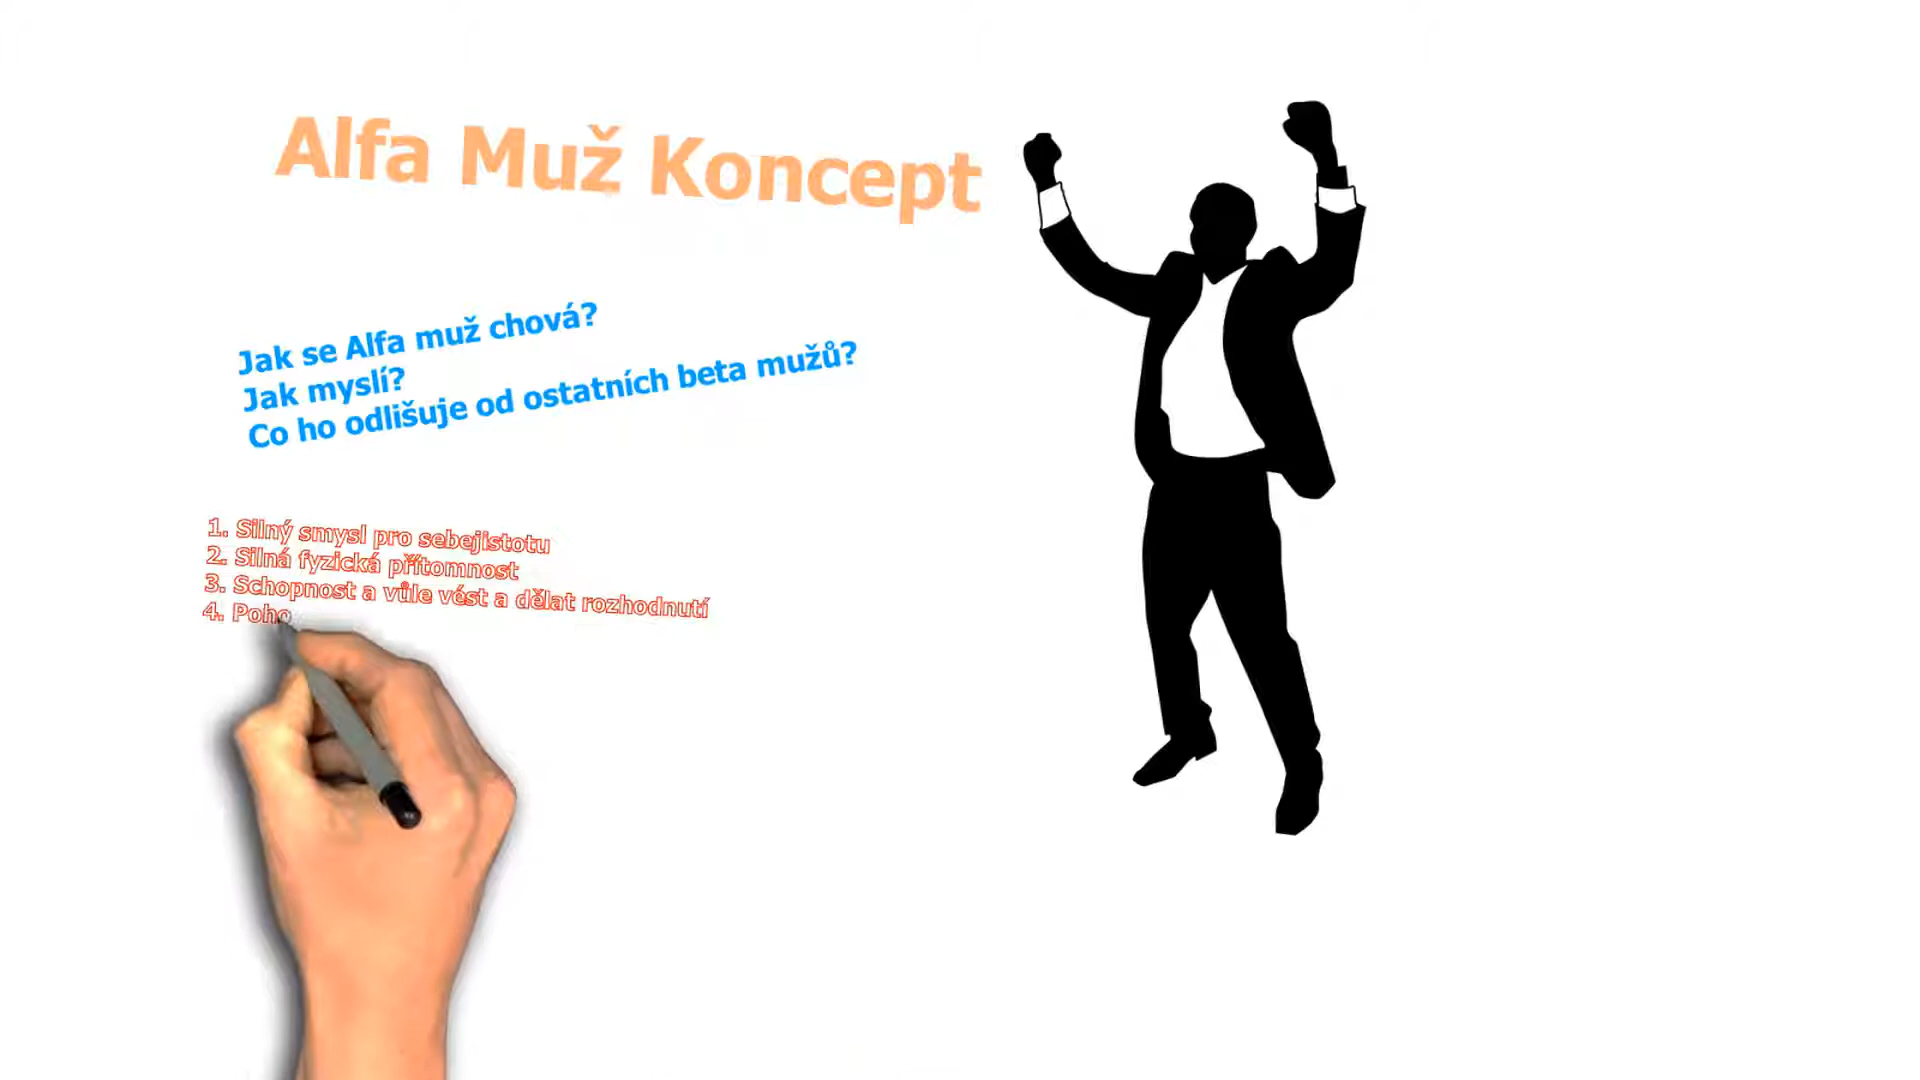 Alfa Muž Koncept
Jak se Alfa muž chová?
Jak myslí?
Co ho odlišuje od ostatních beta mužů?
1. Silný smysl pro sebejistotu
2. Silná fyzická přítomnost
3. Schopnost a vůle vést a dělat rozhodnutí
4. Poho